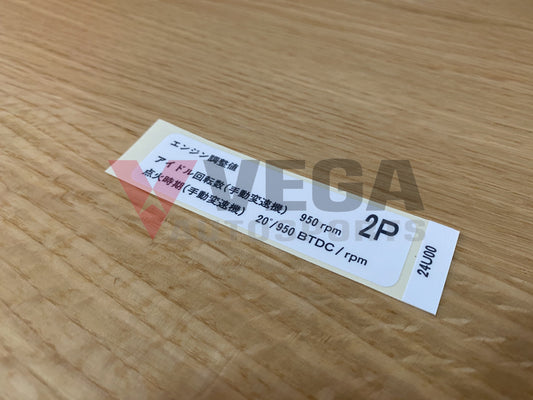 エンジン調整値
アイドル回転数(手動変速機) 950 rpm
点火時期(手動変速機) 20°/950 BTDC / rpm
2P
24U00
VEGA
AUTOSPORTS